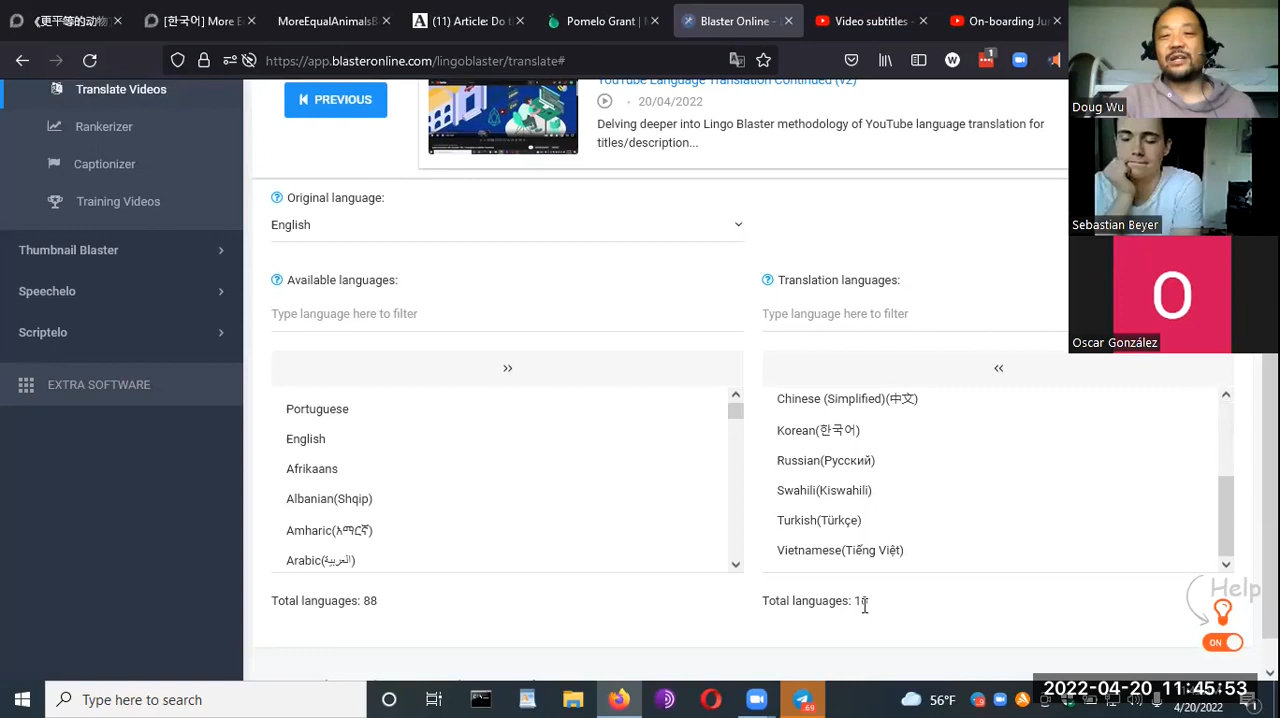 《更平等的动物
[한국어] More E
MoreEqualAnimalsB
(11) Article: Do t
Pomelo Grant | 
Blaster Online -
Video subtitles -
On-boarding Ju
https://app.blasteronline.com/lingoblaster/translate#
W
1
Translate Videos
Rankerizer
Captionizer
Training Videos
Thumbnail Blaster
Speechelo
Scriptelo
EXTRA SOFTWARE
PREVIOUS
YouTube Language Translation Continued (v2)
20/04/2022
Delving deeper into Lingo Blaster methodology of YouTube language translation for
titles/description...
Original language:
English
Available languages:
Translation languages:
Type language here to filter
Type language here to filter
»
«
Portuguese
English
Afrikaans
Albanian(Shqip)
Amharic(አማርኛ)
Arabic(العربية)
Chinese (Simplified)(中文)
Korean(한국어)
Russian(Русский)
Swahili(Kiswahili)
Turkish(Türkçe)
Vietnamese(Tiếng Việt)
Total languages: 88
Total languages:
Help
ON
Doug Wu
Sebastian Beyer
O
Oscar González
Type here to search
69
56°F
2022-04-20 11:45:53
4/20/2022